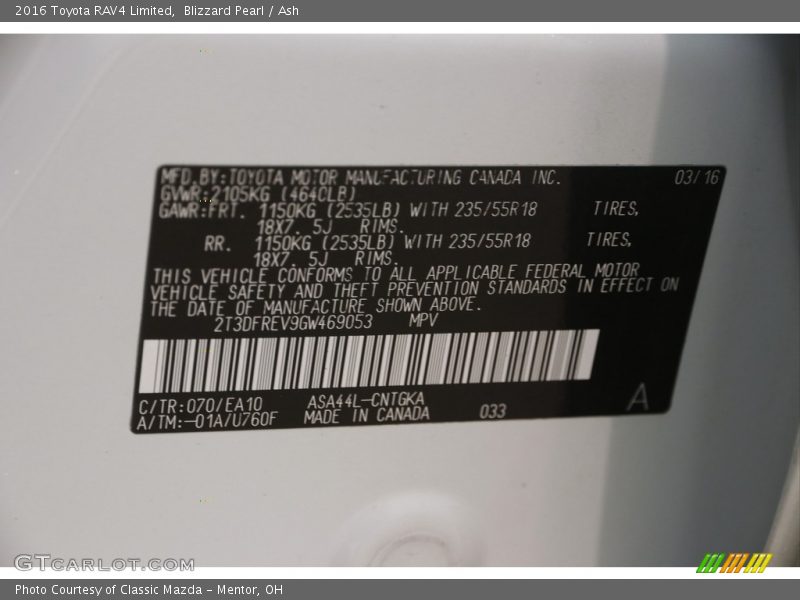 2016 Toyota RAV4 Limited, Blizzard Pearl / Ash
MFD. BY: TOYOTA MOTOR MANUFACTURING CANADA INC. 03/16
GVWR: 2105KG (4640LB)
GAWR: FRT. 1150KG (2535LB) WITH 235/55R18 TIRES,
18X7. 5J RIMS.
RR. 1150KG (2535LB) WITH 235/55R18 TIRES,
18X7. 5J RIMS.
THIS VEHICLE CONFORMS TO ALL APPLICABLE FEDERAL MOTOR
VEHICLE SAFETY AND THEFT PREVENTION STANDARDS IN EFFECT ON
THE DATE OF MANUFACTURE SHOWN ABOVE.
2T3DFREV9GW469053 MPV
C/TR: 070/EA10 ASA44L-CNTGKA
A/TM: -01A/U760F MADE IN CANADA 033 A
GTCARLOT.COM
Photo Courtesy of Classic Mazda - Mentor, OH